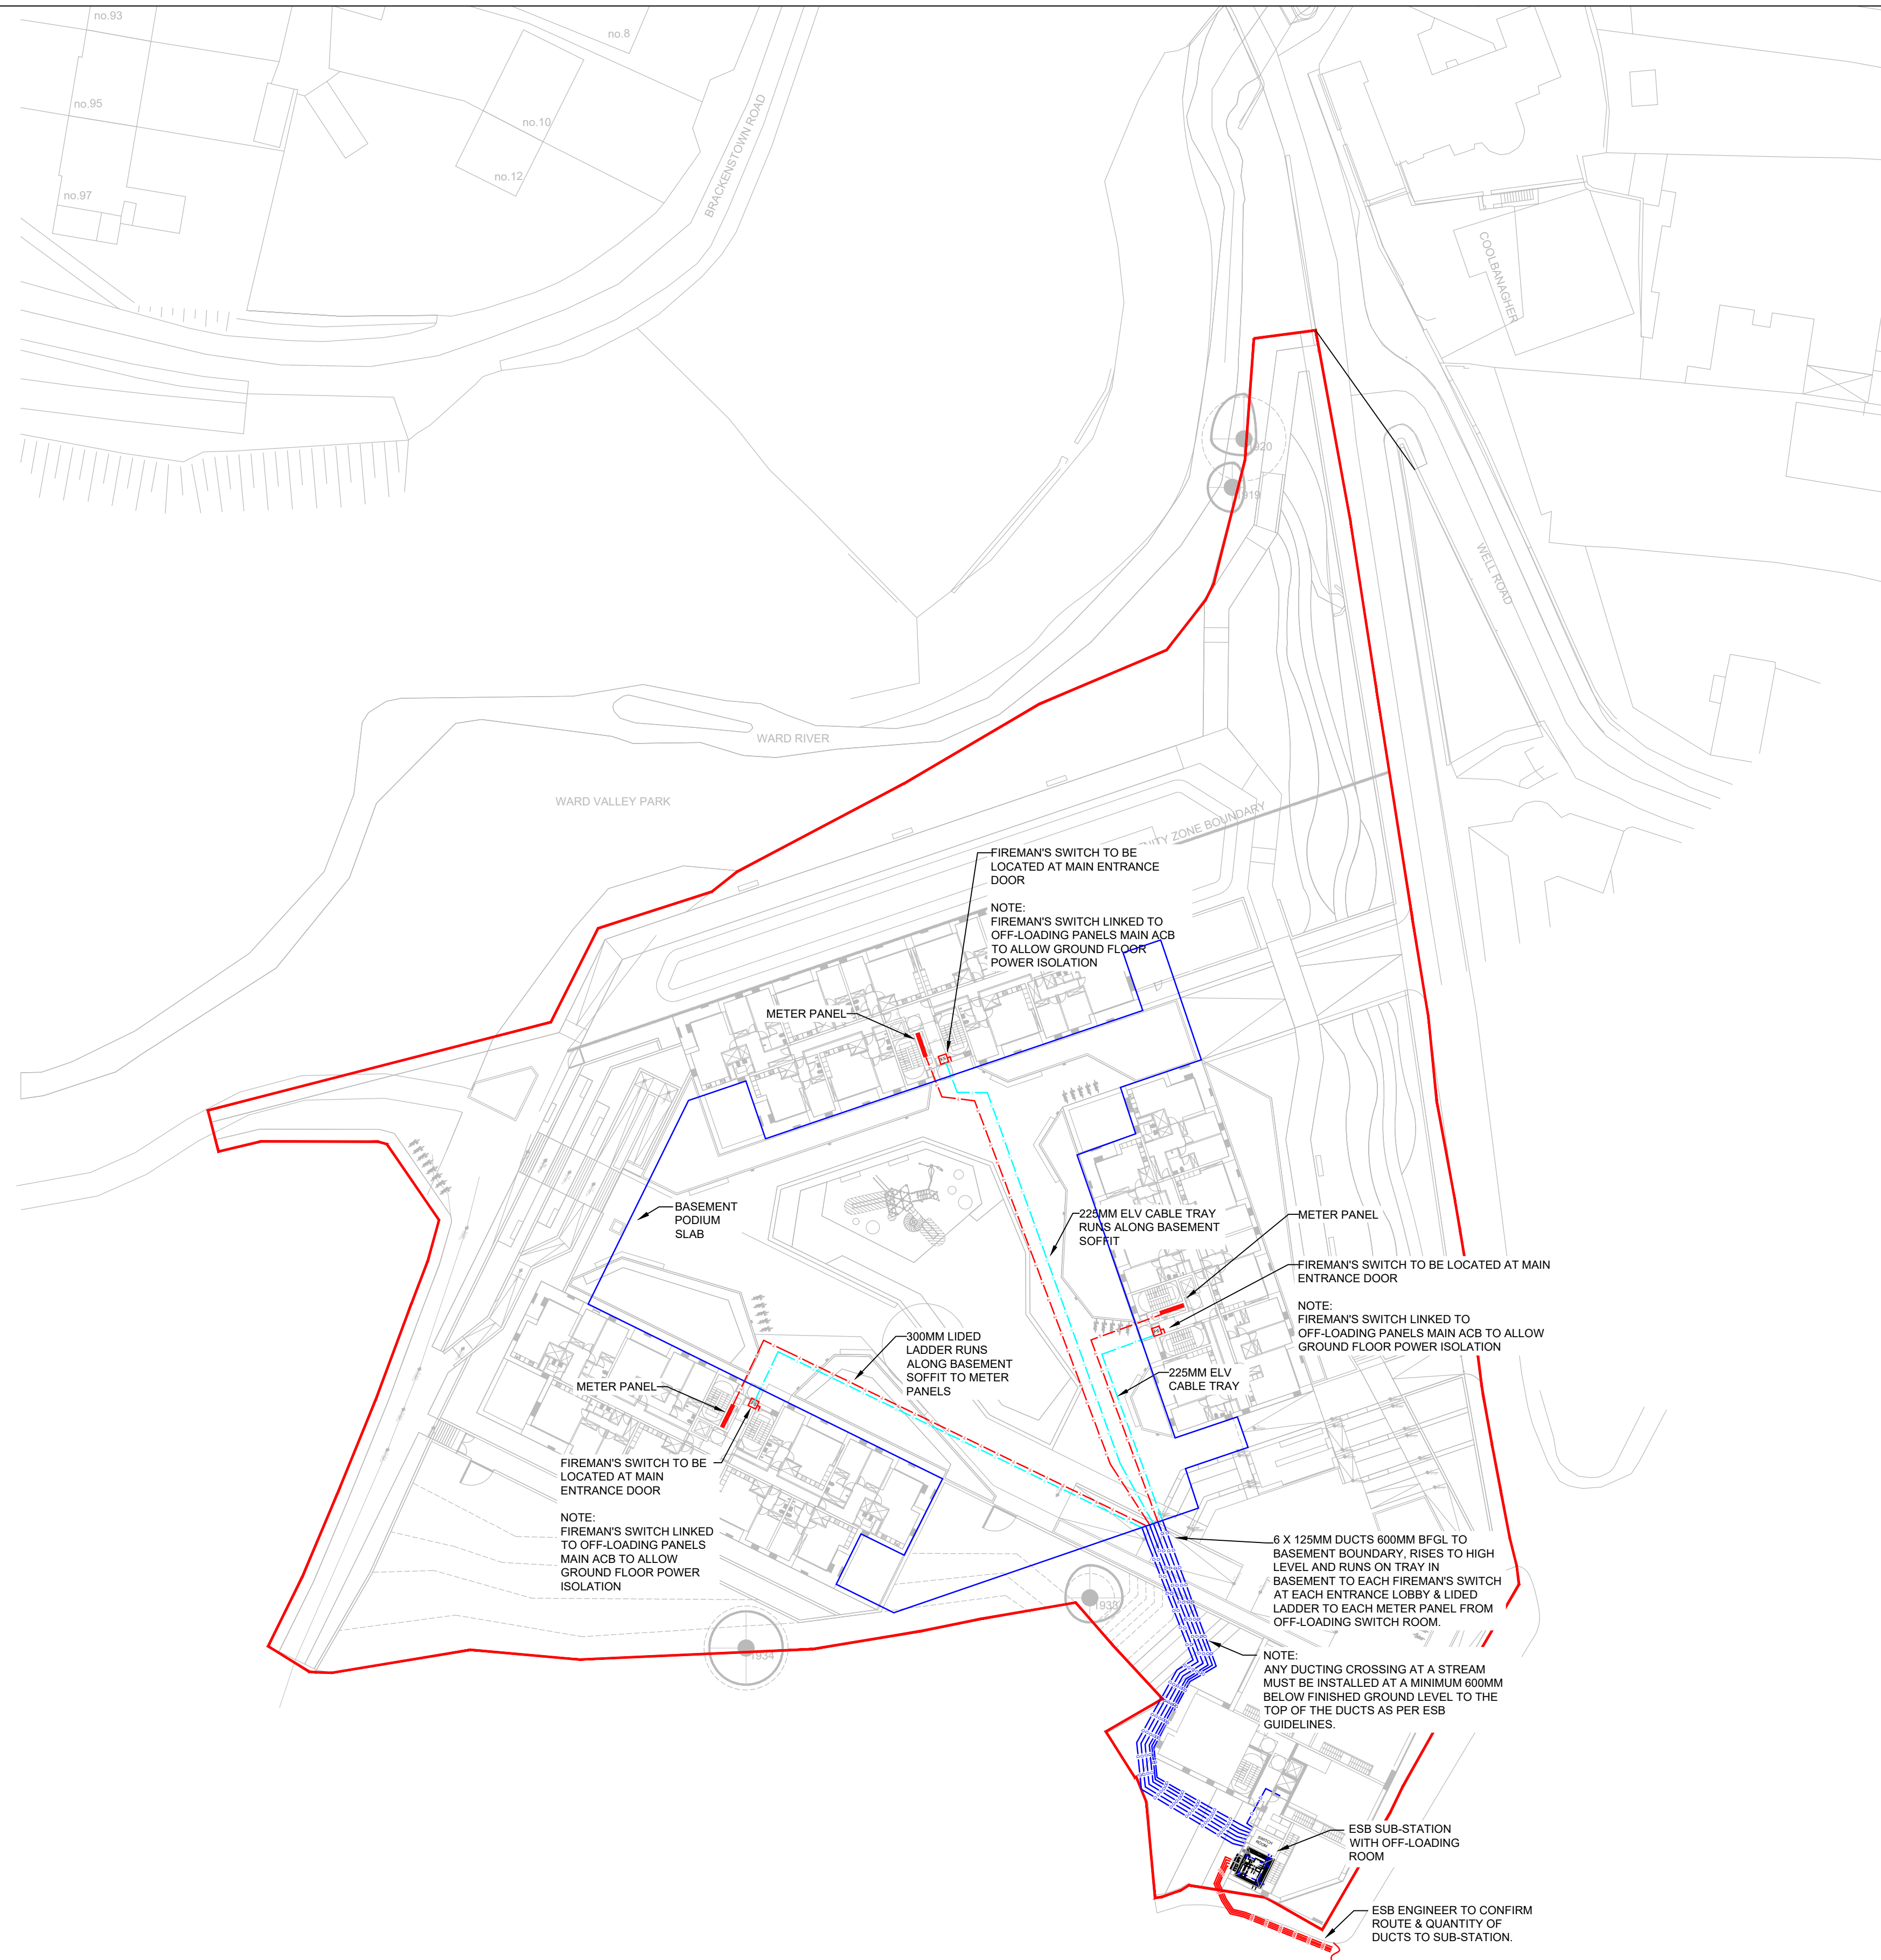 no.93
no.8
no.95
no.10
no.12
no.97
BRACKENSTOWN ROAD
COOLBANAGHER
1920
1919
WELL ROAD
WARD RIVER
WARD VALLEY PARK
ZONE BOUNDARY
FIREMAN'S SWITCH TO BE
LOCATED AT MAIN ENTRANCE
DOOR
NOTE:
FIREMAN'S SWITCH LINKED TO
OFF-LOADING PANELS MAIN ACB
TO ALLOW GROUND FLOOR
POWER ISOLATION
METER PANEL
BASEMENT
PODIUM
SLAB
225MM ELV CABLE TRAY
RUNS ALONG BASEMENT
SOFFIT
METER PANEL
FIREMAN'S SWITCH TO BE LOCATED AT MAIN
ENTRANCE DOOR
NOTE:
FIREMAN'S SWITCH LINKED TO
OFF-LOADING PANELS MAIN ACB TO ALLOW
GROUND FLOOR POWER ISOLATION
300MM LIDED
LADDER RUNS
ALONG BASEMENT
SOFFIT TO METER
PANELS
225MM ELV
CABLE TRAY
METER PANEL
FIREMAN'S SWITCH TO BE
LOCATED AT MAIN
ENTRANCE DOOR
NOTE:
FIREMAN'S SWITCH LINKED
TO OFF-LOADING PANELS
MAIN ACB TO ALLOW
GROUND FLOOR POWER
ISOLATION
6 X 125MM DUCTS 600MM BFGL TO
BASEMENT BOUNDARY, RISES TO HIGH
LEVEL AND RUNS ON TRAY IN
BASEMENT TO EACH FIREMAN'S SWITCH
AT EACH ENTRANCE LOBBY & LIDED
LADDER TO EACH METER PANEL FROM
OFF-LOADING SWITCH ROOM.
1933
1934
NOTE:
ANY DUCTING CROSSING AT A STREAM
MUST BE INSTALLED AT A MINIMUM 600MM
BELOW FINISHED GROUND LEVEL TO THE
TOP OF THE DUCTS AS PER ESB
GUIDELINES.
SWITCH
ROOM
ESB SUB-STATION
WITH OFF-LOADING
ROOM
ESB ENGINEER TO CONFIRM
ROUTE & QUANTITY OF
DUCTS TO SUB-STATION.